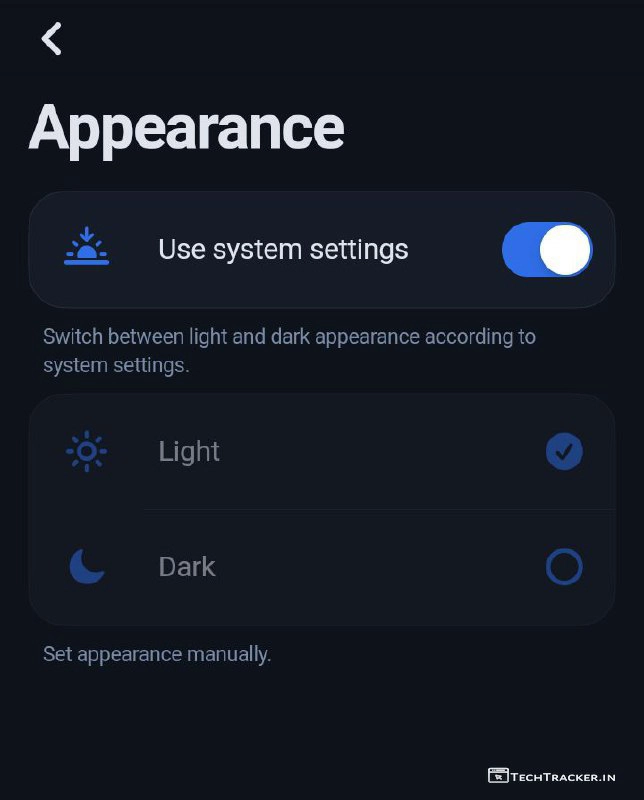 Appearance
Use system settings
Switch between light and dark appearance according to
system settings.
Light
Dark
Set appearance manually.
TECHTRACKER.IN